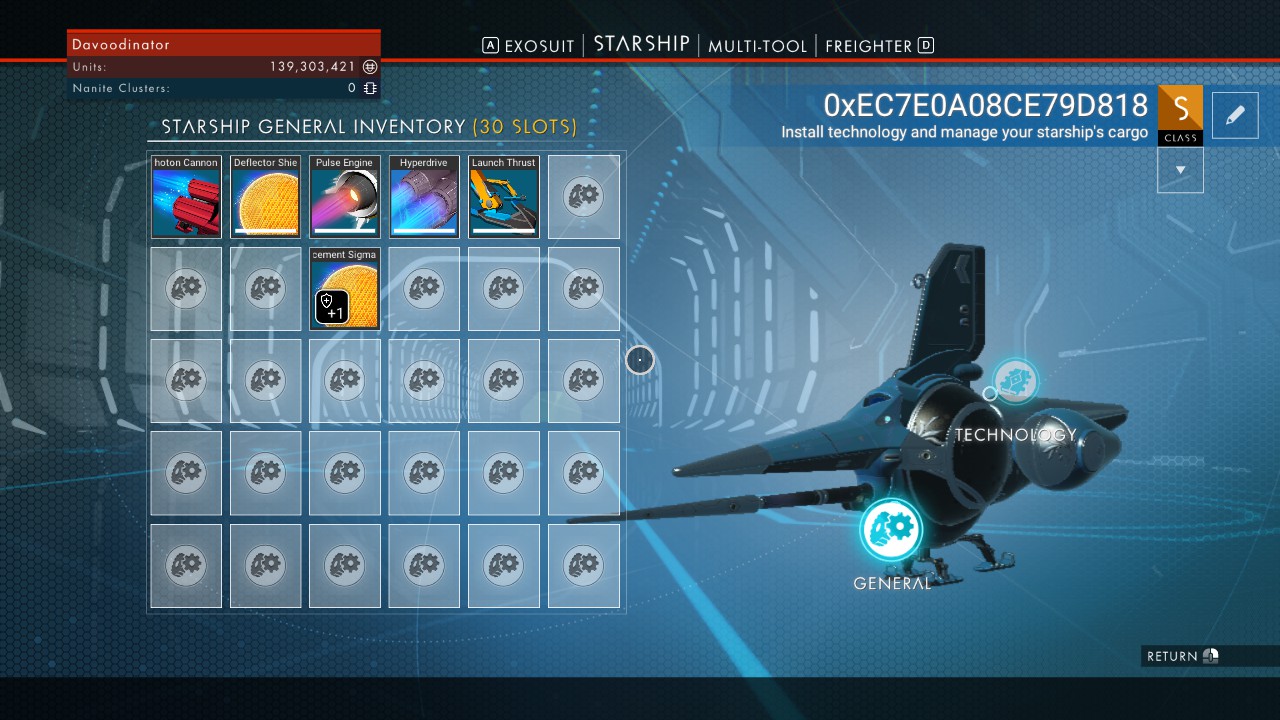 Davoodinator
Units: 139,303,421
Nanite Clusters: 0
A EXOSUIT STARSHIP MULTI-TOOL FREIGHTER D
STARSHIP GENERAL INVENTORY (30 SLOTS)
0xEC7E0A08CE79D818
Install technology and manage your starship's cargo
S
CLASS
hoton Cannon Deflector Shie Pulse Engine Hyperdrive Launch Thrust
cement Sigma
+1
TECHNOLOGY
GENERAL
RETURN